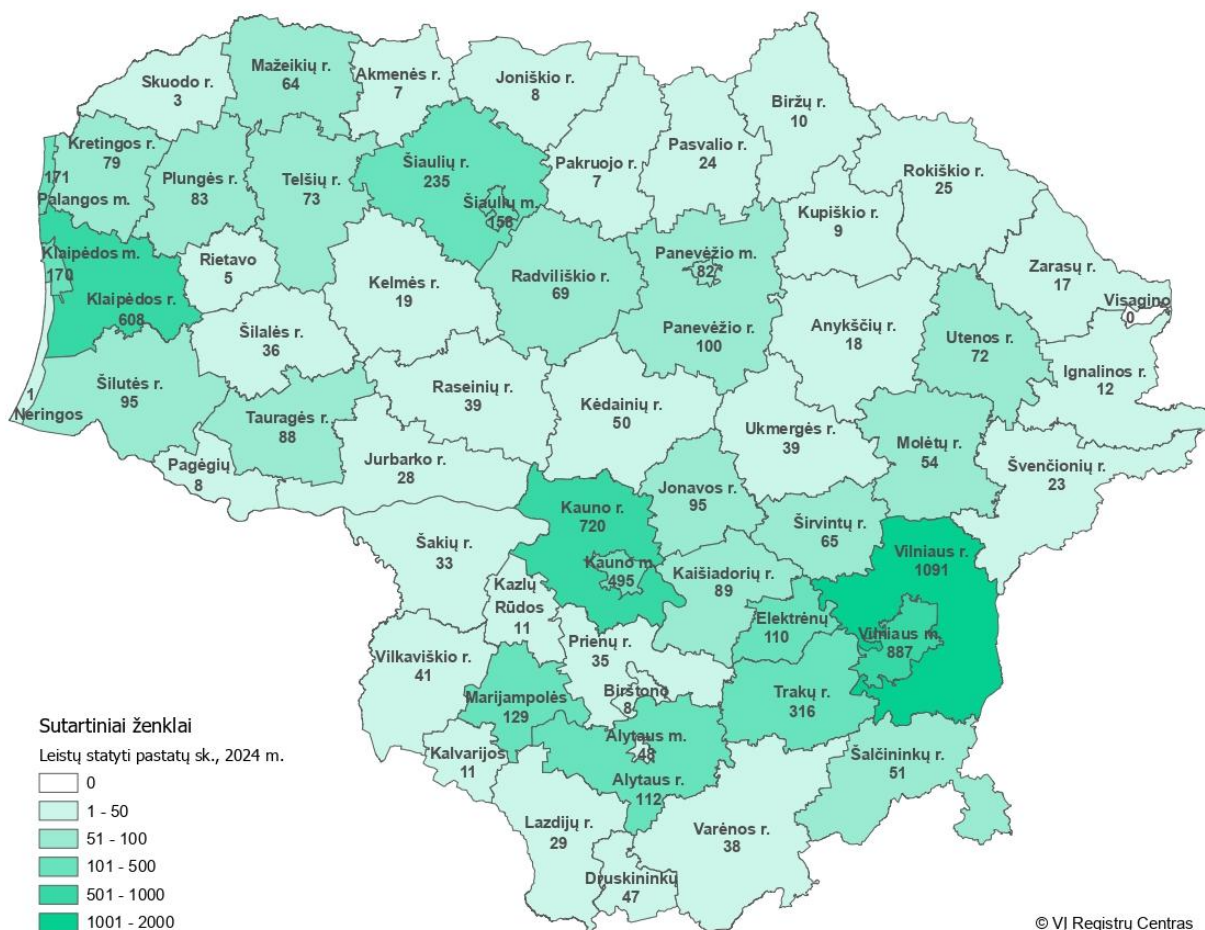 Skuodo r.
3
Mažeikių r.
64
Akmenės r.
7
Joniškio r.
8
Biržų r.
10
Kretingos r.
79
171
Palangos m.
Plungės r.
83
Telšių r.
73
Šiaulių r.
235
Šiaulių m.
158
Pakruojo r.
7
Pasvalio r.
24
Rokiškio r.
25
Kupiškio r.
9
Klaipėdos m.
170
Klaipėdos r.
608
Rietavo
5
Kelmės r.
19
Radviliškio r.
69
Panevėžio m.
82
Panevėžio r.
100
Zarasų r.
17
Visagino
0
Anykščių r.
18
Utenos r.
72
Ignalinos r.
12
Šilalės r.
36
1
Neringos
Šilutės r.
95
Tauragės r.
88
Raseinių r.
39
Kėdainių r.
50
Ukmergės r.
39
Molėtų r.
54
Švenčionių r.
23
Pagėgių
8
Jurbarko r.
28
Kauno r.
720
Kauno m.
495
Jonavos r.
95
Širvintų r.
65
Vilniaus r.
1091
Vilniaus m.
887
Šakių r.
33
Kazlų
Rūdos
11
Kaišiadorių r.
89
Elektrėnų
110
Prienų r.
35
Birštono
8
Vilkaviškio r.
41
Marijampolės
129
Trakų r.
316
Kalvarijos
11
Alytaus m.
48
Alytaus r.
112
Šalčininkų r.
51
Lazdijų r.
29
Varėnos r.
38
Druskininkų
47
Sutartiniai ženklai
Leistų statyti pastatų sk., 2024 m.
0
1 - 50
51 - 100
101 - 500
501 - 1000
1001 - 2000
© VĮ Registrų Centras